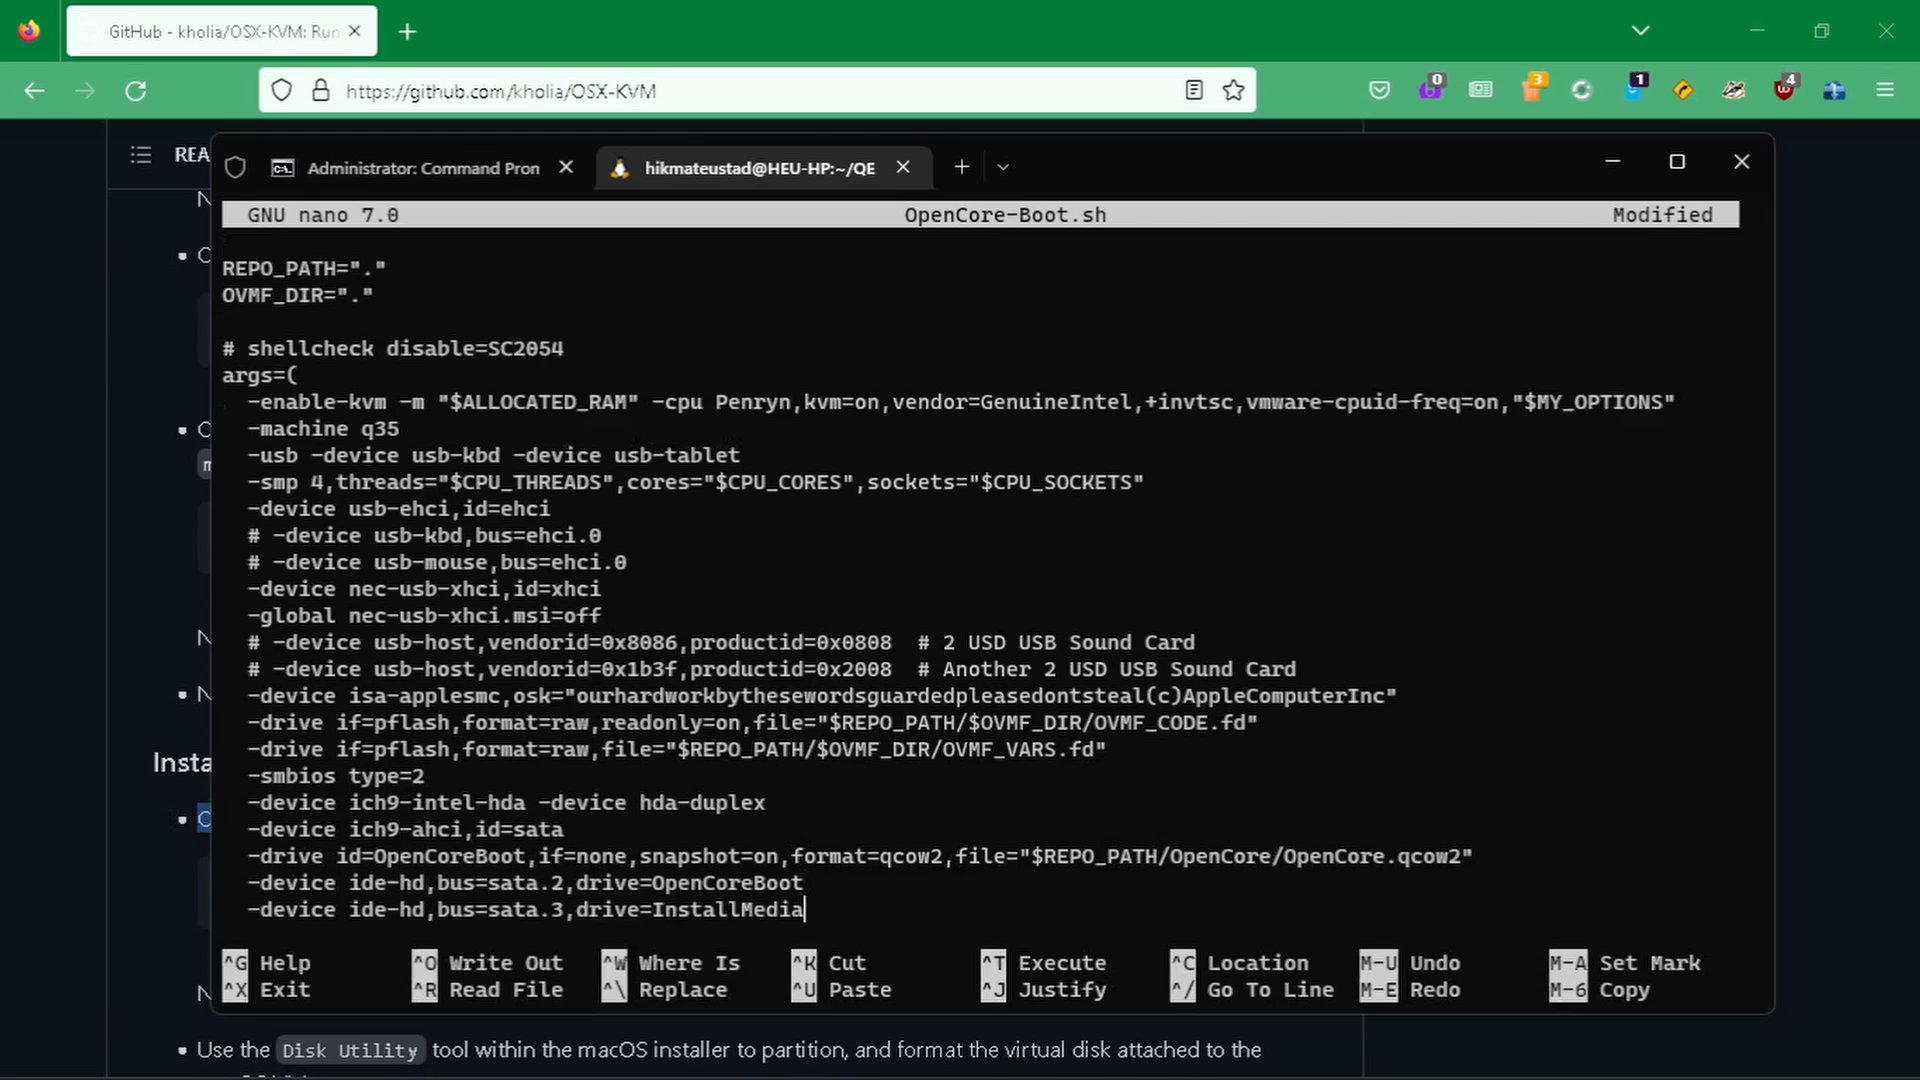 GitHub - kholia/OSX-KVM: Run
https://github.com/kholia/OSX-KVM
0
3
1
4
REA
Administrator: Command Pron
hikmateustad@HEU-HP:~/QE
GNU nano 7.0 OpenCore-Boot.sh Modified
REPO_PATH="."
OVMF_DIR="."
# shellcheck disable=SC2054
args=(
-enable-kvm -m "$ALLOCATED_RAM" -cpu Penryn,kvm=on,vendor=GenuineIntel,+invtsc,vmware-cpuid-freq=on,"$MY_OPTIONS"
-machine q35
-usb -device usb-kbd -device usb-tablet
-smp 4,threads="$CPU_THREADS",cores="$CPU_CORES",sockets="$CPU_SOCKETS"
-device usb-ehci,id=ehci
# -device usb-kbd,bus=ehci.0
# -device usb-mouse,bus=ehci.0
-device nec-usb-xhci,id=xhci
-global nec-usb-xhci.msi=off
# -device usb-host,vendorid=0x8086,productid=0x0808 # 2 USD USB Sound Card
# -device usb-host,vendorid=0x1b3f,productid=0x2008 # Another 2 USD USB Sound Card
-device isa-applesmc,osk="ourhardworkbythesewordsguardedpleasedontsteal(c)AppleComputerInc"
-drive if=pflash,format=raw,readonly=on,file="$REPO_PATH/$OVMF_DIR/OVMF_CODE.fd"
-drive if=pflash,format=raw,file="$REPO_PATH/$OVMF_DIR/OVMF_VARS.fd"
-smbios type=2
-device ich9-intel-hda -device hda-duplex
-device ich9-ahci,id=sata
-drive id=OpenCoreBoot,if=none,snapshot=on,format=qcow2,file="$REPO_PATH/OpenCore/OpenCore.qcow2"
-device ide-hd,bus=sata.2,drive=OpenCoreBoot
-device ide-hd,bus=sata.3,drive=InstallMedia
^G Help ^O Write Out ^W Where Is ^K Cut ^T Execute ^C Location M-U Undo M-A Set Mark
^X Exit ^R Read File ^\ Replace ^U Paste ^J Justify ^/ Go To Line M-E Redo M-6 Copy
Insta
Use the Disk Utility tool within the macOS installer to partition, and format the virtual disk attached to the